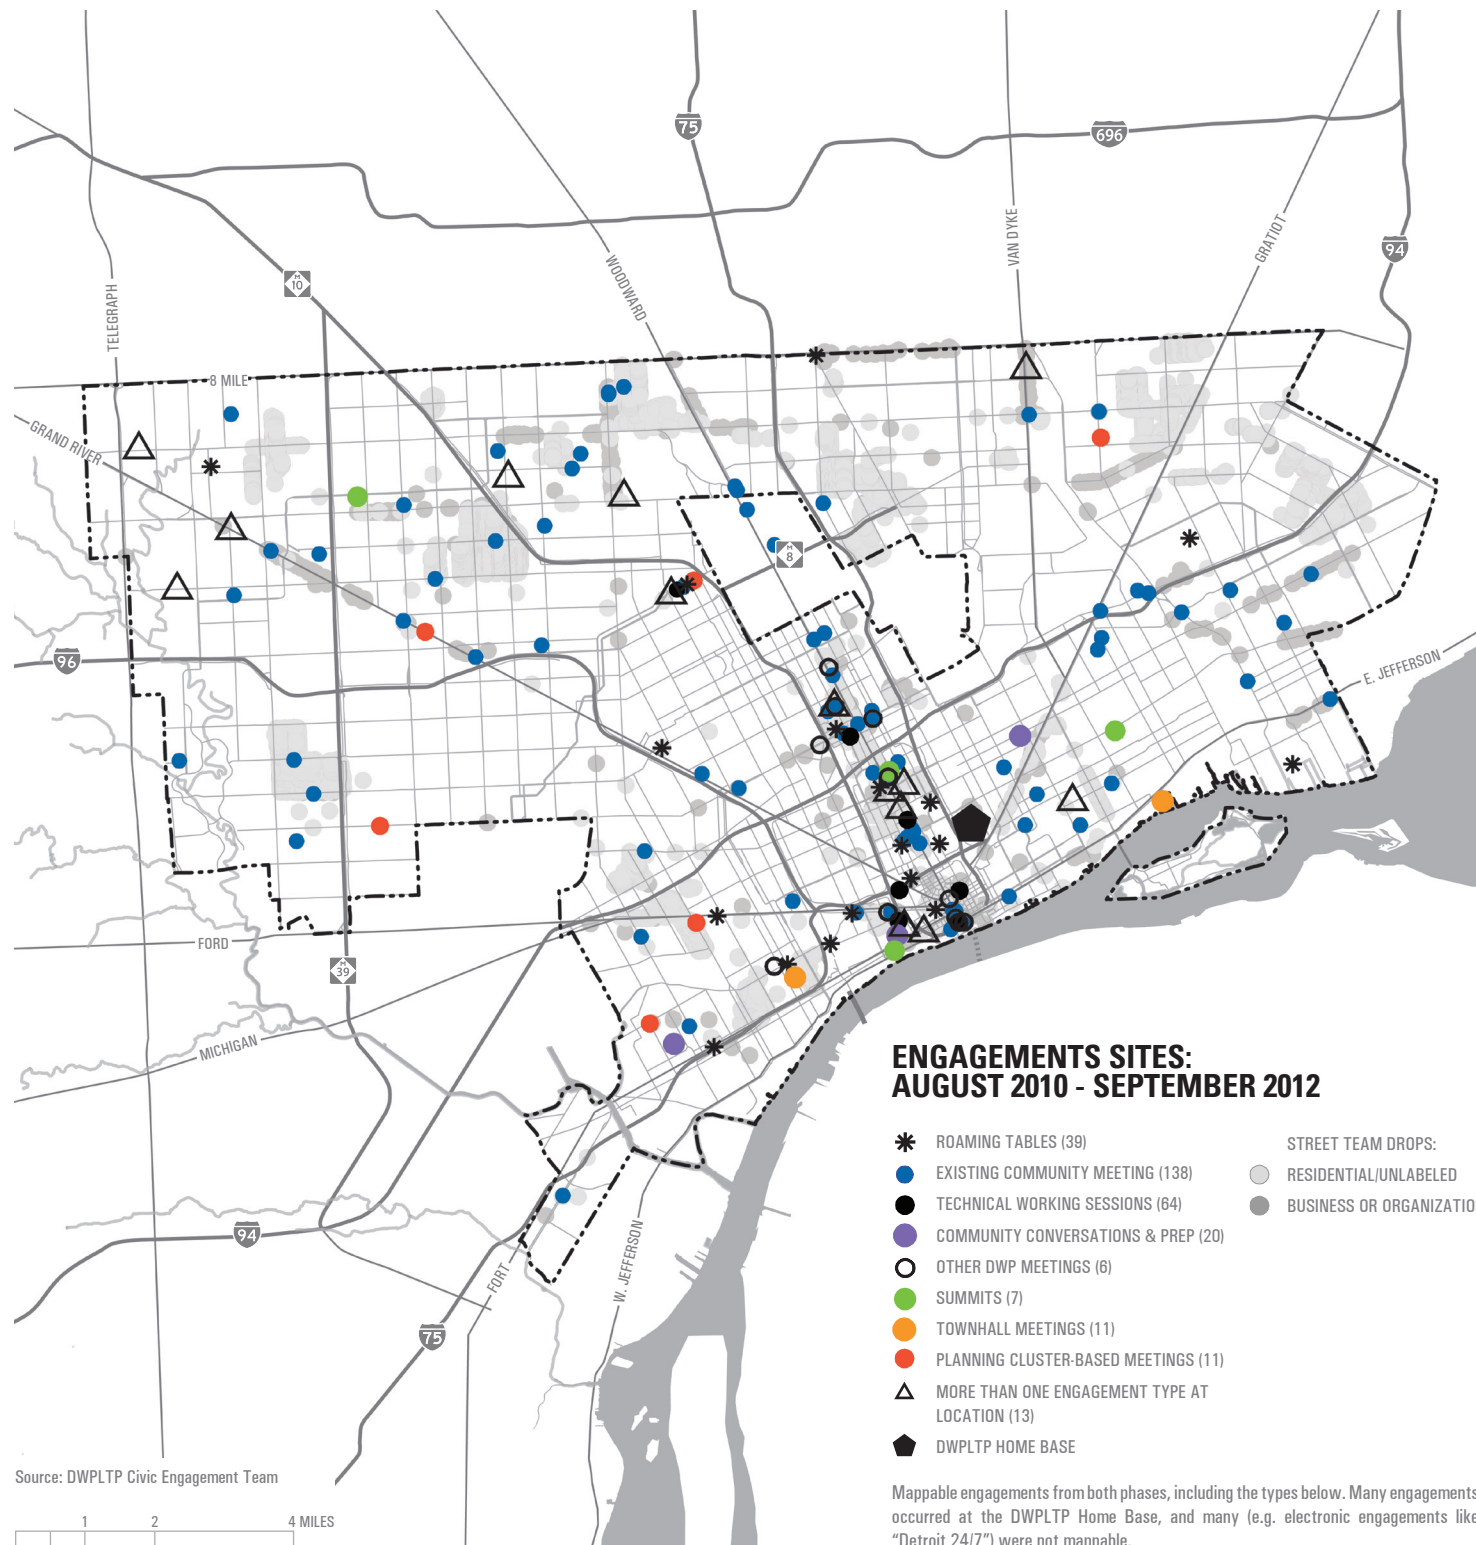 75
696
VAN DYKE
GRATIOT
94
WOODWARD
M
10
TELEGRAPH
8 MILE
GRAND RIVER
M
8
96
E. JEFFERSON
FORD
M
39
MICHIGAN
94
FORT
W. JEFFERSON
75
ENGAGEMENTS SITES:
AUGUST 2010 - SEPTEMBER 2012
ROAMING TABLES (39)
EXISTING COMMUNITY MEETING (138)
TECHNICAL WORKING SESSIONS (64)
COMMUNITY CONVERSATIONS & PREP (20)
OTHER DWP MEETINGS (6)
SUMMITS (7)
TOWNHALL MEETINGS (11)
PLANNING CLUSTER-BASED MEETINGS (11)
MORE THAN ONE ENGAGEMENT TYPE AT
LOCATION (13)
DWPLTP HOME BASE
STREET TEAM DROPS:
RESIDENTIAL/UNLABELED
BUSINESS OR ORGANIZATIO
Mappable engagements from both phases, including the types below. Many engagements
occurred at the DWPLTP Home Base, and many (e.g. electronic engagements like
“Detroit 24/7”) were not mappable.
Source: DWPLTP Civic Engagement Team
1 2 4 MILES